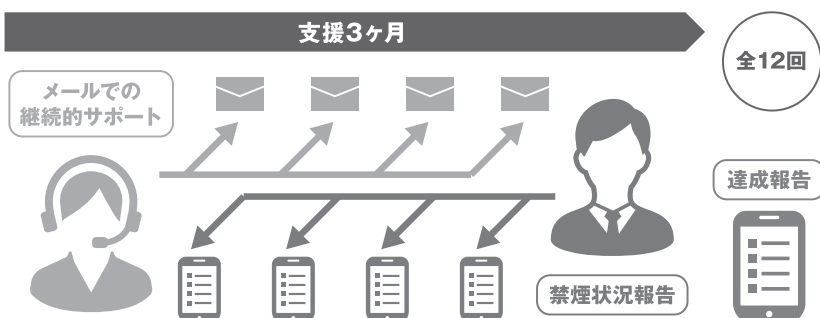 支援3ヶ月
全12回
メールでの
継続的サポート
達成報告
禁煙状況報告